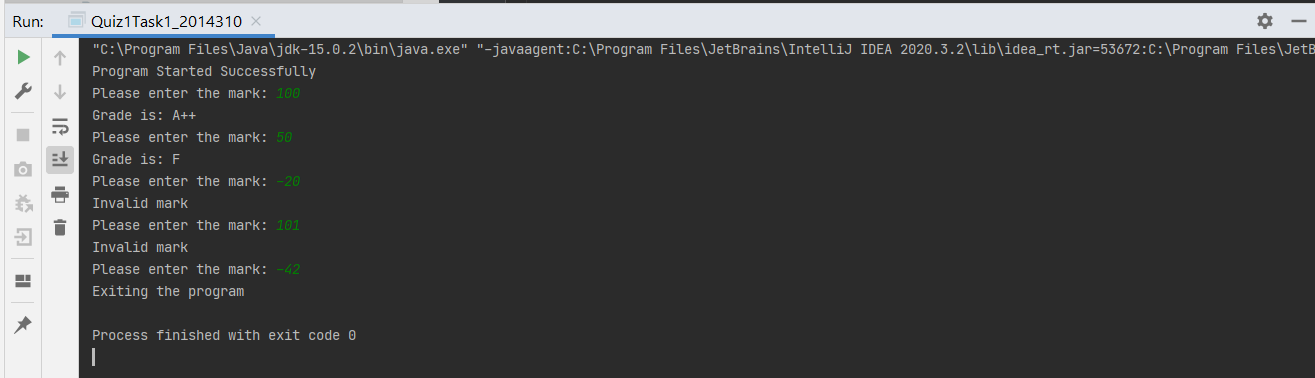 Run: Quiz1Task1_2014310
"C:\Program Files\Java\jdk-15.0.2\bin\java.exe" "-javaagent:C:\Program Files\JetBrains\IntelliJ IDEA 2020.3.2\lib\idea_rt.jar=53672:C:\Program Files\JetB
Program Started Successfully
Please enter the mark: 100
Grade is: A++
Please enter the mark: 50
Grade is: F
Please enter the mark: -20
Invalid mark
Please enter the mark: 101
Invalid mark
Please enter the mark: -42
Exiting the program
Process finished with exit code 0